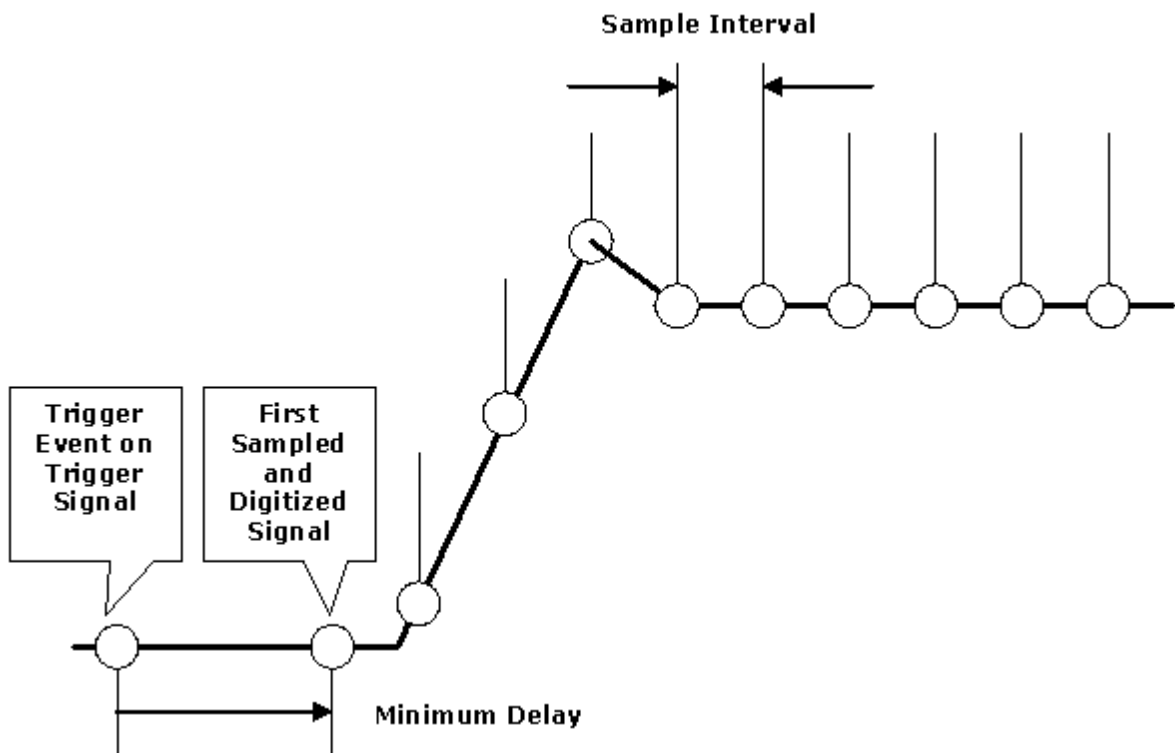 Sample Interval
Trigger
Event on
Trigger
Signal
First
Sampled
and
Digitized
Signal
Minimum Delay